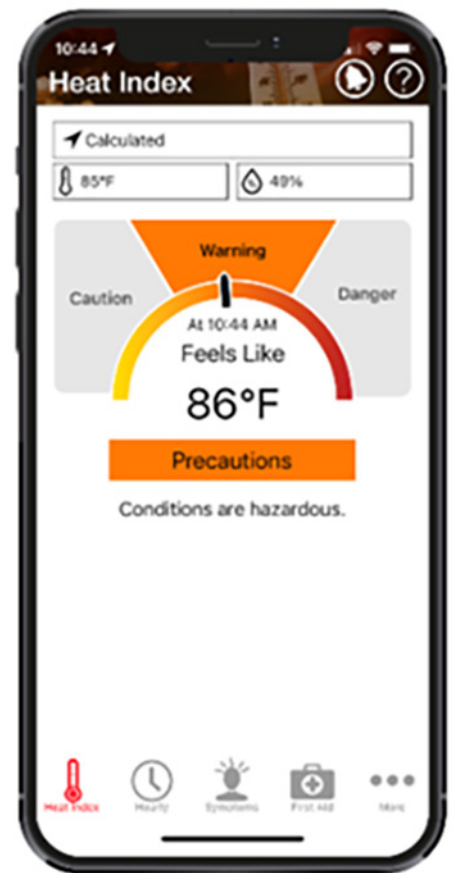 10:44
Heat Index
?
Calculated
85°F
49%
Warning
Caution
Danger
At 10:44 AM
Feels Like
86°F
Precautions
Conditions are hazardous.
Heat Index
Hourly
Symptoms
First Aid
More